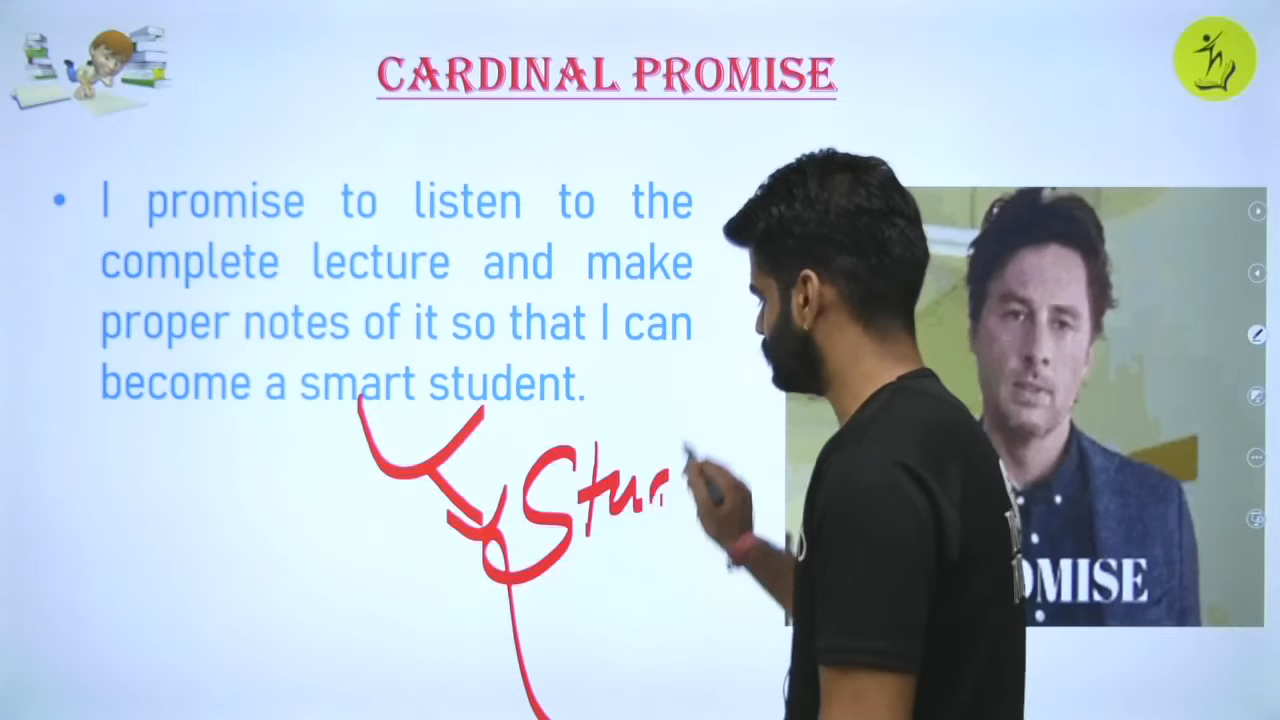 CARDINAL PROMISE
• I promise to listen to the
complete lecture and make
proper notes of it so that I can
become a smart student.
Stu
OMISE